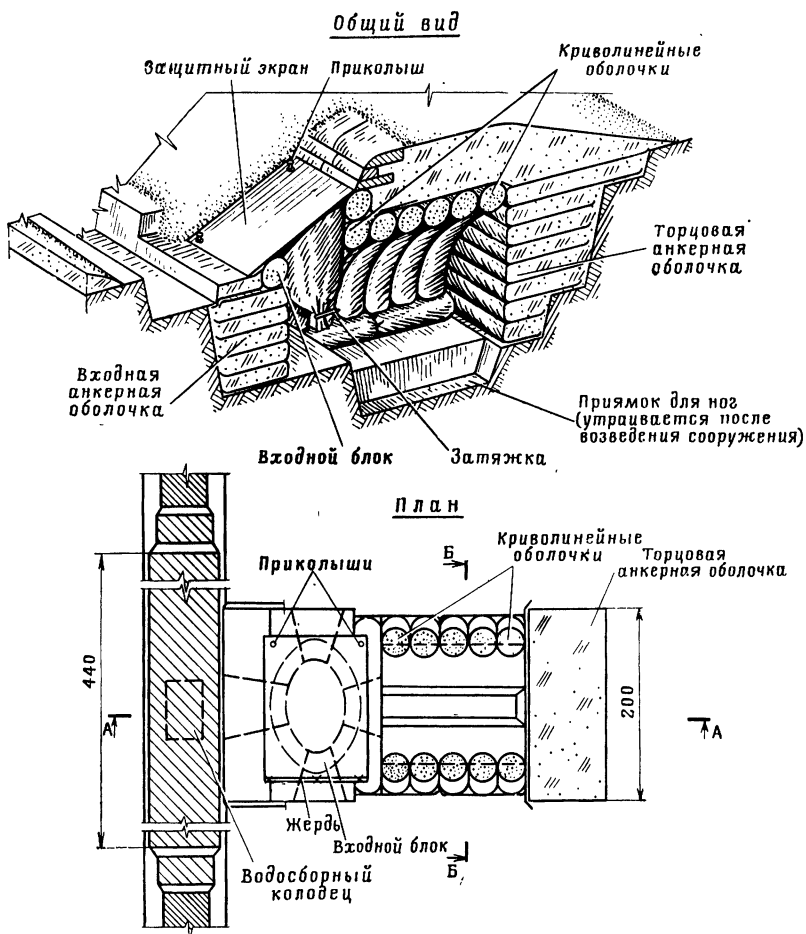 Общий вид
Защитный экран
Приколыш
Криволинейные
оболочки
Торцовая
анкерная
оболочка
Входная
анкерная
оболочка
Приямок для ног
(утраивается после
возведения сооружения)
Входной блок
Затяжка
План
Б
Криволинейные
оболочки
Торцовая
анкерная оболочка
Приколыши
440
200
А
А
Жердь
Входной блок
Водосборный
колодец
Б